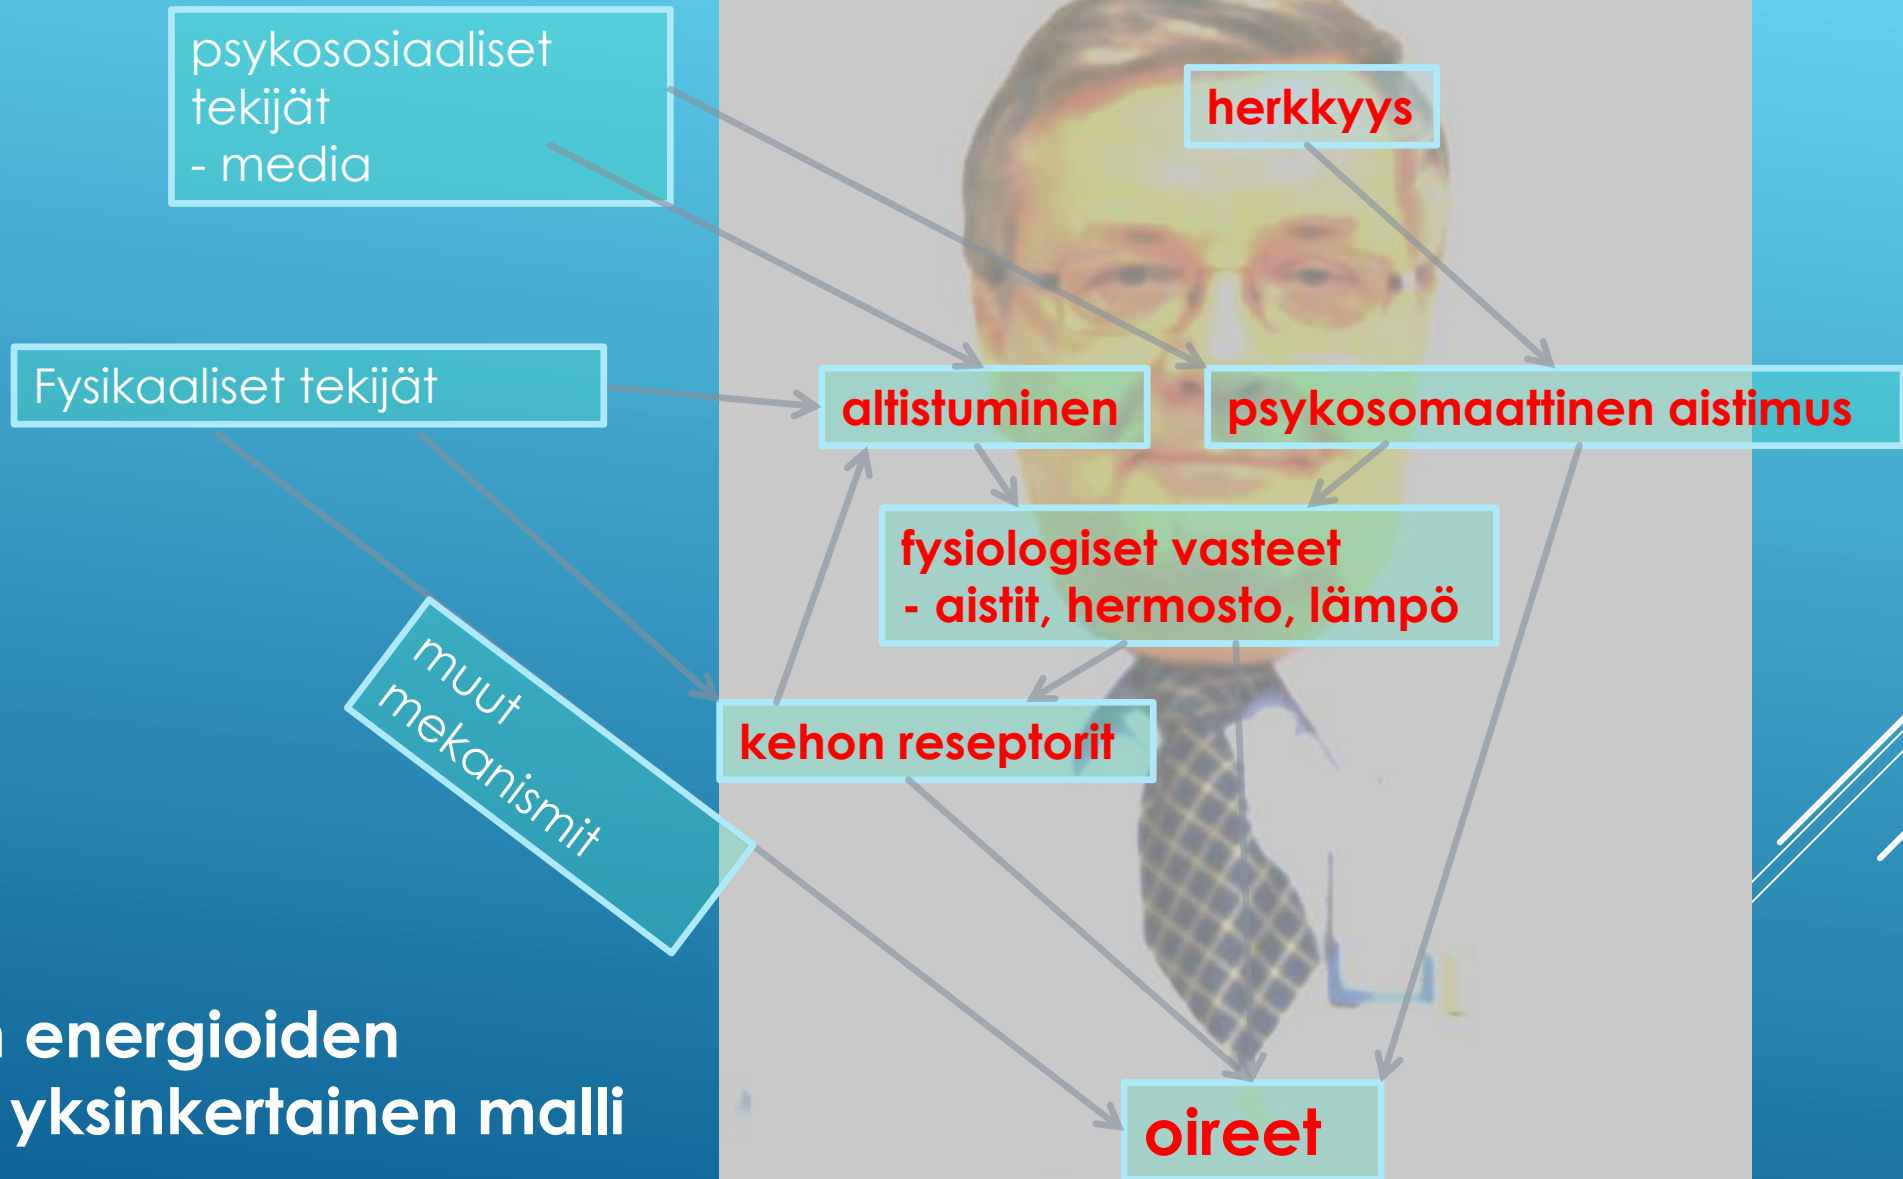 psykososiaaliset
tekijät
- media
herkkyys
Fysikaaliset tekijät
altistuminen
psykosomaattinen aistimus
fysiologiset vasteet
- aistit, hermosto, lämpö
muut
mekanismit
kehon reseptorit
energioiden
yksinkertainen malli
oireet